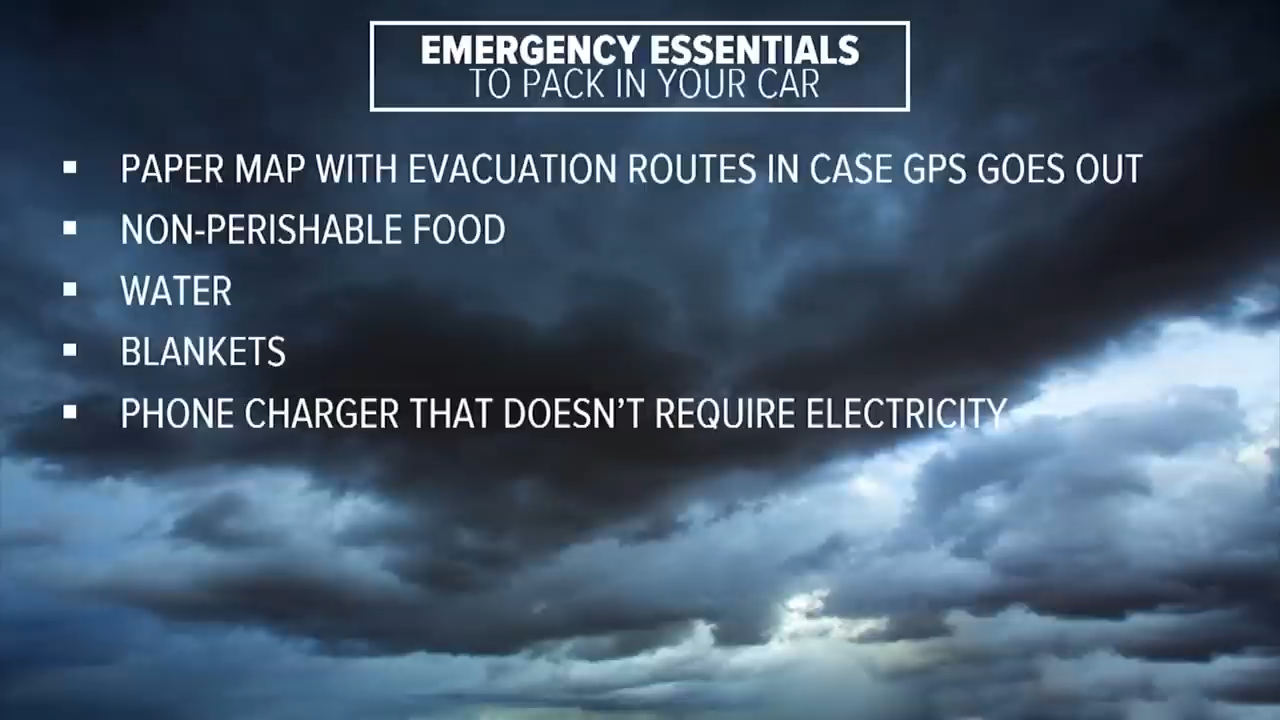 EMERGENCY ESSENTIALS
TO PACK IN YOUR CAR
▪ PAPER MAP WITH EVACUATION ROUTES IN CASE GPS GOES OUT
▪ NON-PERISHABLE FOOD
▪ WATER
▪ BLANKETS
▪ PHONE CHARGER THAT DOESN’T REQUIRE ELECTRICITY